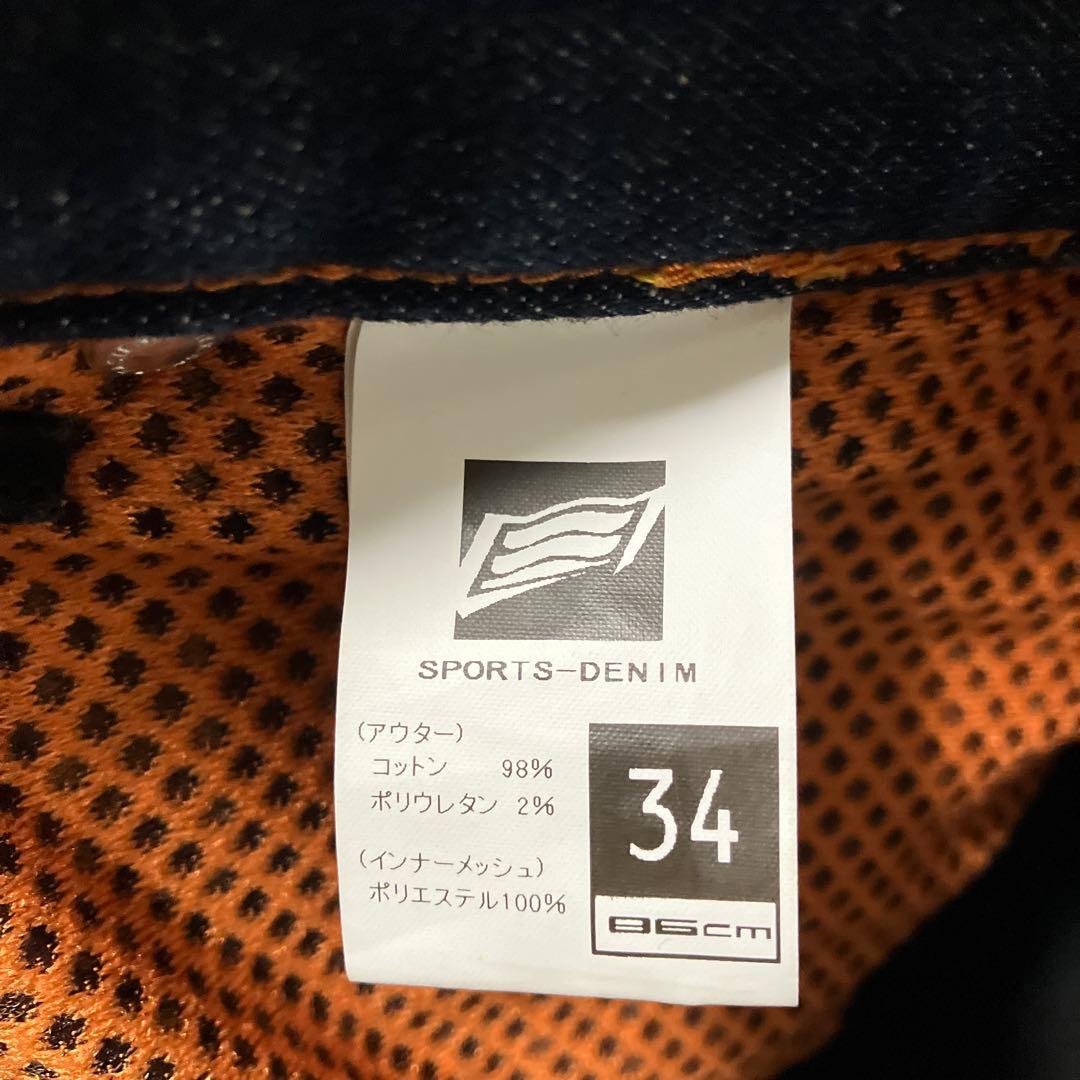 SPORTS-DENIM
(アウター)
コットン 98%
ポリウレタン 2%
(インナーメッシュ)
ポリエステル100%
34
86cm